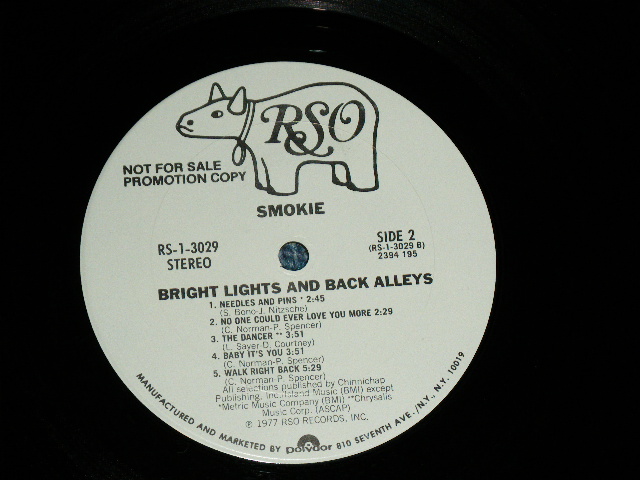 RSO
NOT FOR SALE
PROMOTION COPY
SMOKIE
RS-1-3029
STEREO
SIDE 2
(RS-1-3029 B)
2394 195
BRIGHT LIGHTS AND BACK ALLEYS
1. NEEDLES AND PINS * 2:45
(S. Bono-J. Nitzsche)
2. NO ONE COULD EVER LOVE YOU MORE 2:29
(C. Norman-P. Spencer)
3. THE DANCER ** 3:51
(L. Sayer-D. Courtney)
4. BABY IT'S YOU 3:51
(C. Norman-P. Spencer)
5. WALK RIGHT BACK 5:29
(C. Norman-P. Spencer)
All selections published by Chinnichap
Publishing, Inc./Island Music (BMI) except
*Metric Music Company (BMI) **Chrysalis
Music Corp. (ASCAP)
℗ 1977 RSO RECORDS, INC.
MANUFACTURED AND MARKETED BY polydor 810 SEVENTH AVE./N.Y., N.Y. 10019